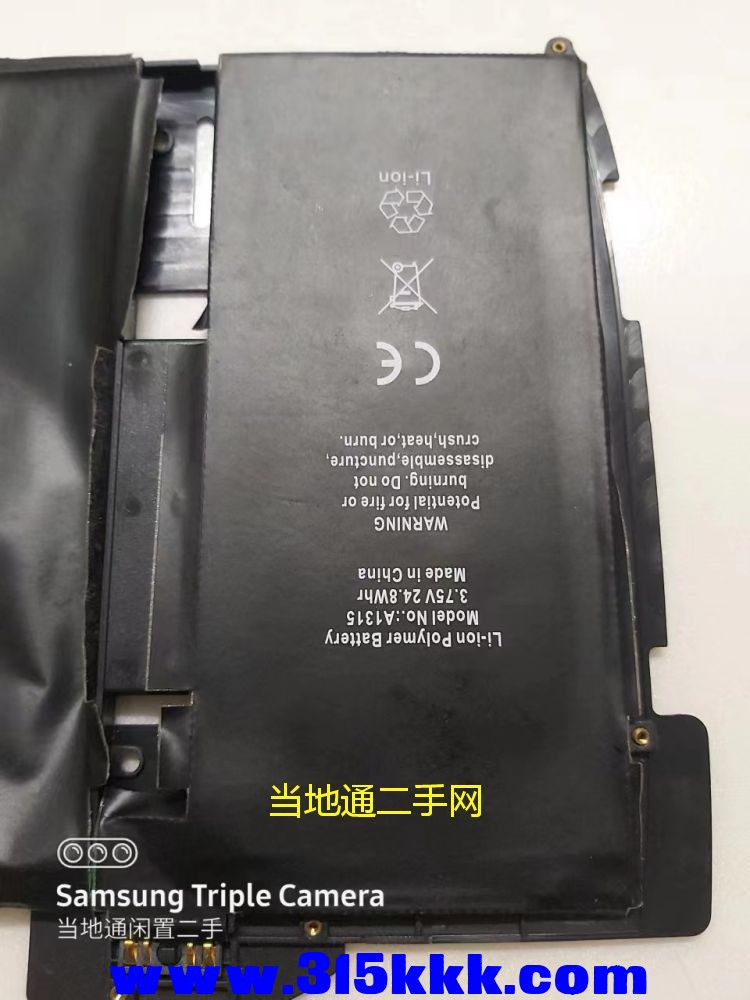 Li-ion Polymer Battery
Model No.:A1315
3.75V 24.8Whr
Made in China
WARNING
Potential for fire or
burning. Do not
disassemble,puncture,
crush,heat,or burn.
CE
Li-ion
当地通二手网
Samsung Triple Camera
当地通闲置二手
www.315kkk.com